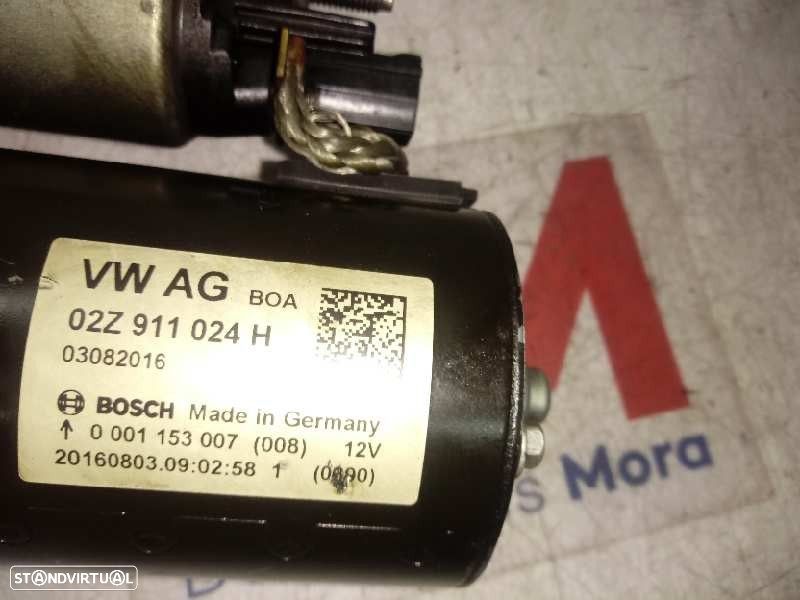 VW AG BOA
02Z 911 024 H
03082016
BOSCH Made in Germany
↑ 0 001 153 007 (008) 12V
20160803.09:02:58 1
s Mora
STANDVIRTUAL